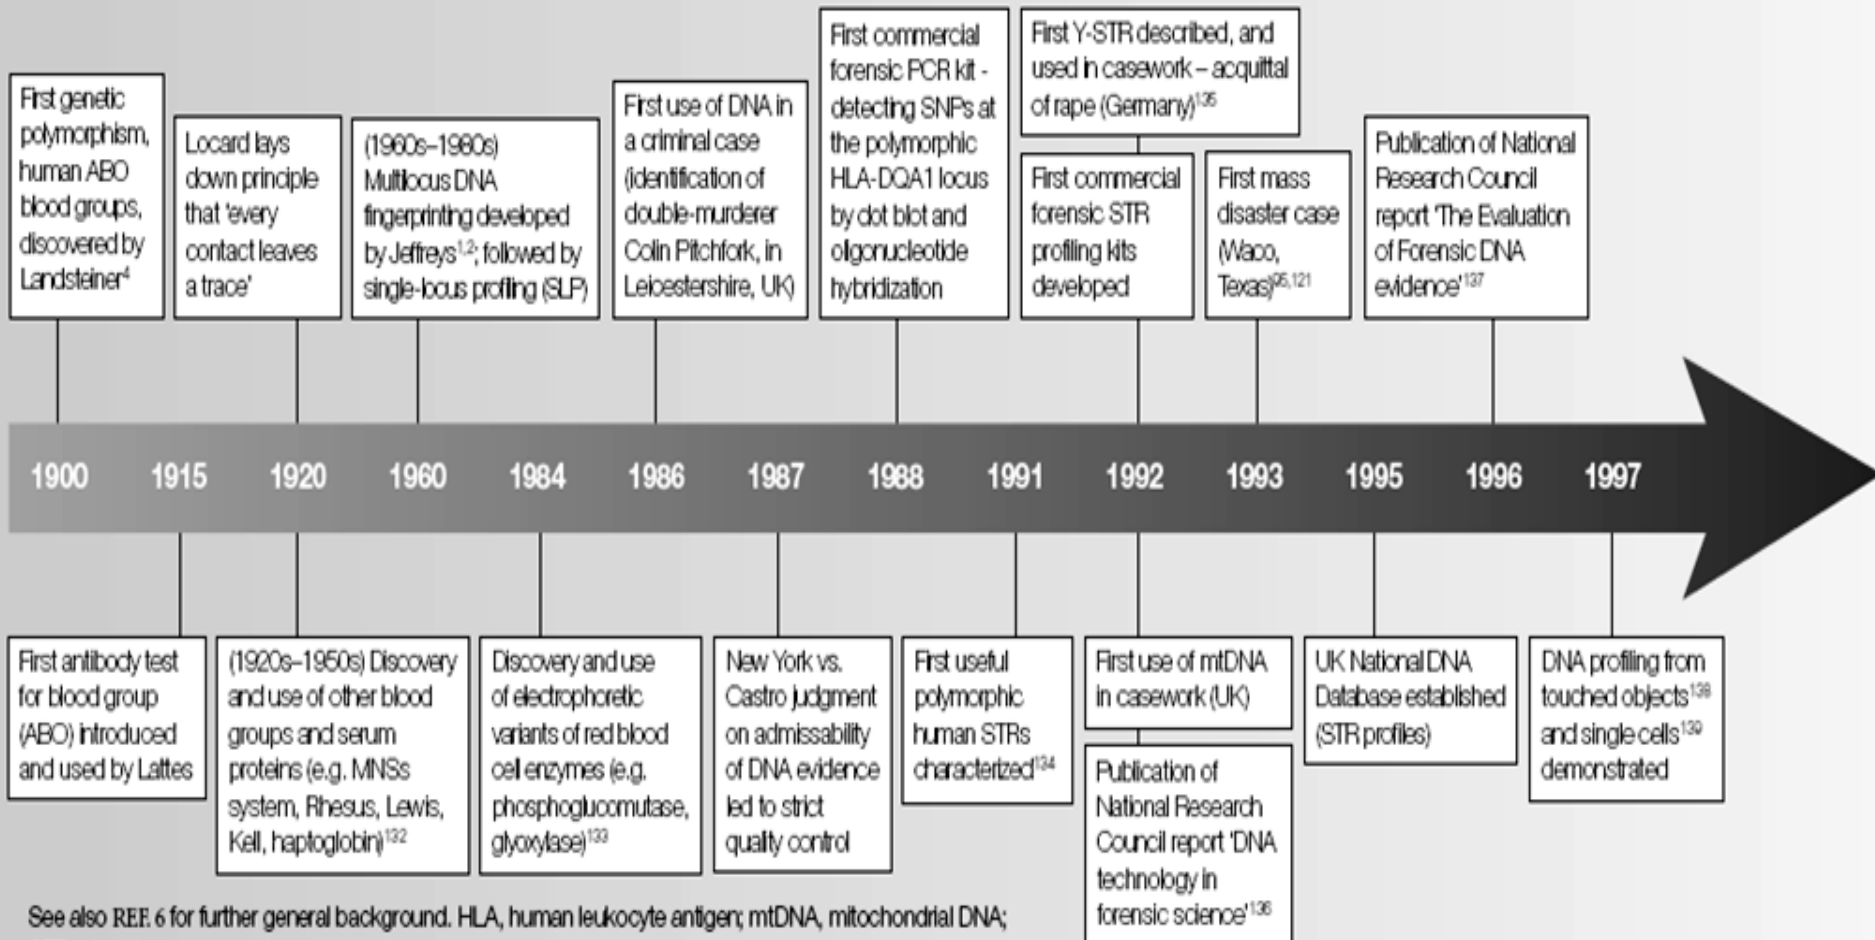 First genetic
polymorphism,
human ABO
blood groups,
discovered by
Landsteiner⁴
Locard lays
down principle
that 'every
contact leaves
a trace'
(1960s–1980s)
Multilocus DNA
fingerprinting developed
by Jeffreys¹,²; followed by
single-locus profiling (SLP)
First use of DNA in
a criminal case
(identification of
double-murderer
Colin Pitchfork, in
Leicestershire, UK)
First commercial
forensic PCR kit -
detecting SNPs at
the polymorphic
HLA-DQA1 locus
by dot blot and
oligonucleotide
hybridization
First Y-STR described, and
used in casework – acquittal
of rape (Germany)¹³⁵
First commercial
forensic STR
profiling kits
developed
First mass
disaster case
(Waco,
Texas)⁹⁵,¹²¹
Publication of National
Research Council
report 'The Evaluation
of Forensic DNA
evidence'¹³⁷
1900 1915 1920 1960 1984 1986 1987 1988 1991 1992 1993 1995 1996 1997
First antibody test
for blood group
(ABO) introduced
and used by Lattes
(1920s–1950s) Discovery
and use of other blood
groups and serum
proteins (e.g. MNSs
system, Rhesus, Lewis,
Kell, haptoglobin)¹³²
Discovery and use
of electrophoretic
variants of red blood
cell enzymes (e.g.
phosphoglucomutase,
glyoxylase)¹³³
New York vs.
Castro judgment
on admissability
of DNA evidence
led to strict
quality control
First useful
polymorphic
human STRs
characterized¹³⁴
First use of mtDNA
in casework (UK)
Publication of
National Research
Council report 'DNA
technology in
forensic science'¹³⁶
UK National DNA
Database established
(STR profiles)
DNA profiling from
touched objects¹³⁸
and single cells¹³⁹
demonstrated
See also REF. 6 for further general background. HLA, human leukocyte antigen; mtDNA, mitochondrial DNA;